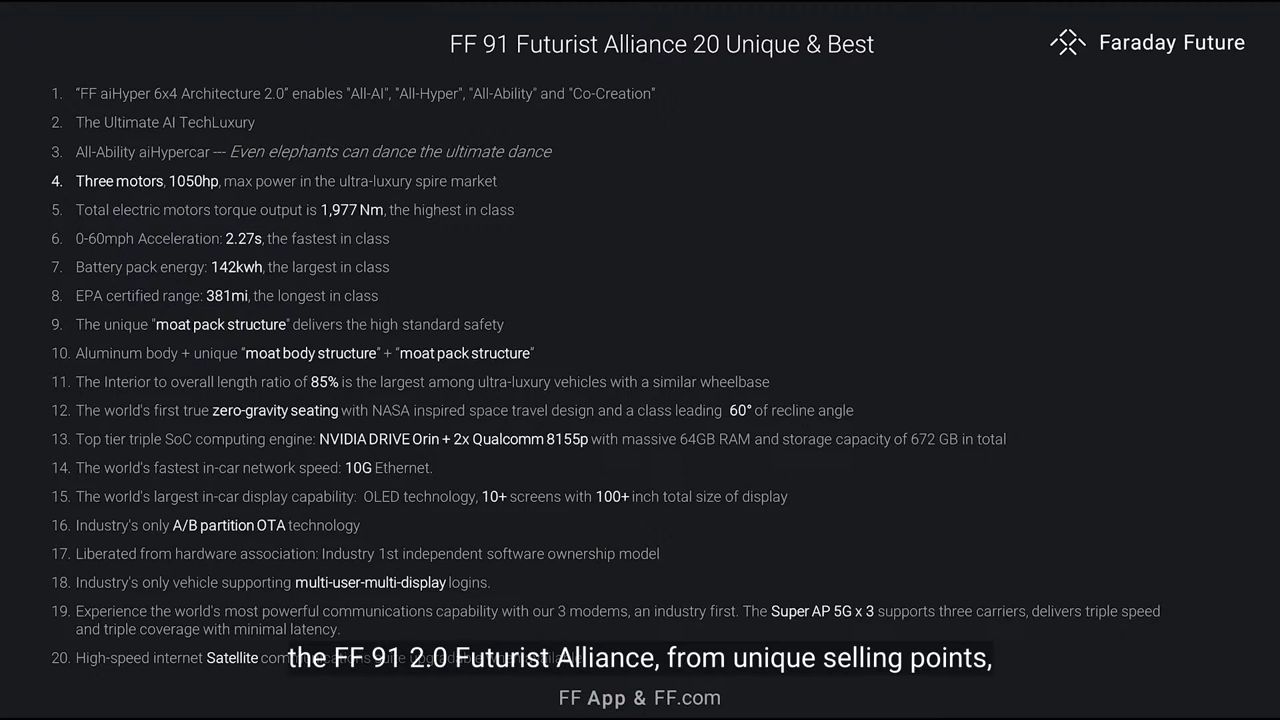 FF 91 Futurist Alliance 20 Unique & Best
Faraday Future
1. “FF aiHyper 6x4 Architecture 2.0” enables "All-AI", "All-Hyper", "All-Ability" and "Co-Creation"
2. The Ultimate AI TechLuxury
3. All-Ability aiHypercar --- Even elephants can dance the ultimate dance
4. Three motors, 1050hp, max power in the ultra-luxury spire market
5. Total electric motors torque output is 1,977 Nm, the highest in class
6. 0-60mph Acceleration: 2.27s, the fastest in class
7. Battery pack energy: 142kwh, the largest in class
8. EPA certified range: 381mi, the longest in class
9. The unique "moat pack structure" delivers the high standard safety
10. Aluminum body + unique “moat body structure” + “moat pack structure”
11. The Interior to overall length ratio of 85% is the largest among ultra-luxury vehicles with a similar wheelbase
12. The world's first true zero-gravity seating with NASA inspired space travel design and a class leading 60° of recline angle
13. Top tier triple SoC computing engine: NVIDIA DRIVE Orin + 2x Qualcomm 8155p with massive 64GB RAM and storage capacity of 672 GB in total
14. The world's fastest in-car network speed: 10G Ethernet.
15. The world's largest in-car display capability: OLED technology, 10+ screens with 100+ inch total size of display
16. Industry's only A/B partition OTA technology
17. Liberated from hardware association: Industry 1st independent software ownership model
18. Industry's only vehicle supporting multi-user-multi-display logins.
19. Experience the world's most powerful communications capability with our 3 modems, an industry first. The Super AP 5G x 3 supports three carriers, delivers triple speed
and triple coverage with minimal latency.
20. High-speed internet Satellite
the FF 91 2.0 Futurist Alliance, from unique selling points,
FF App & FF.com